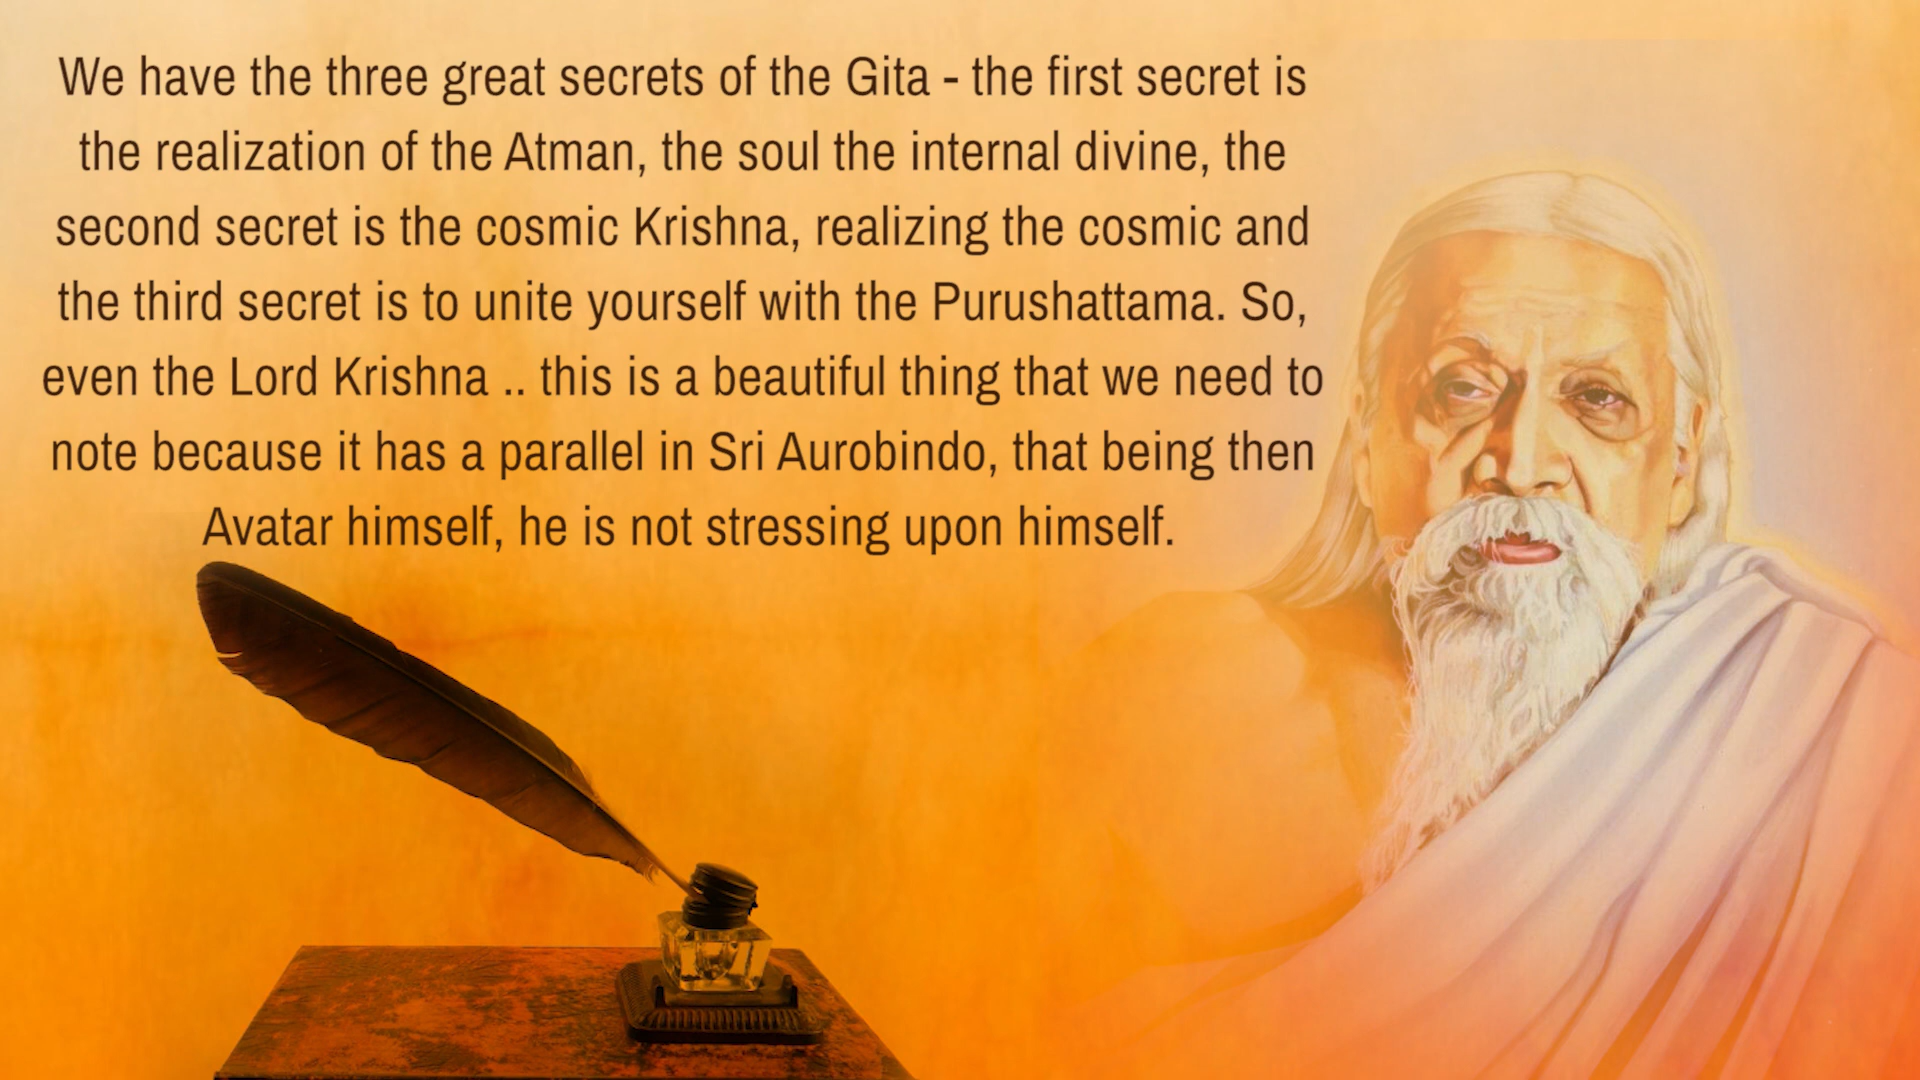 We have the three great secrets of the Gita - the first secret is
the realization of the Atman, the soul the internal divine, the
second secret is the cosmic Krishna, realizing the cosmic and
the third secret is to unite yourself with the Purushattama. So,
even the Lord Krishna .. this is a beautiful thing that we need to
note because it has a parallel in Sri Aurobindo, that being then
Avatar himself, he is not stressing upon himself.